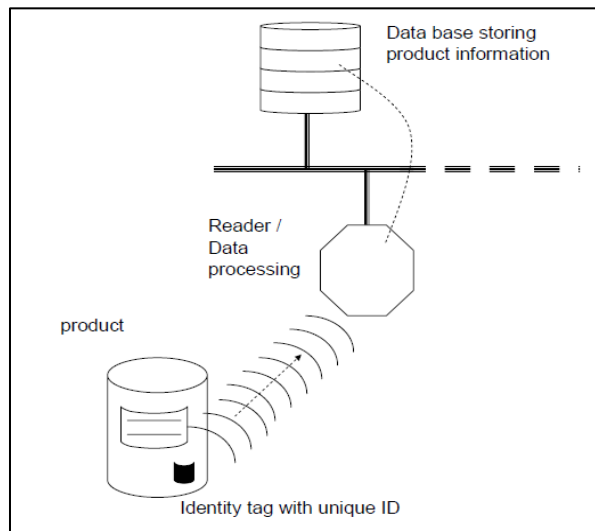 Data base storing
product information
Reader /
Data
processing
product
Identity tag with unique ID